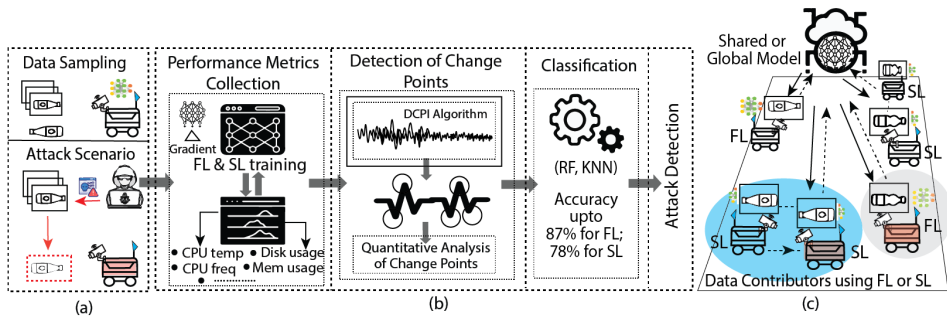 Data Sampling
Attack Scenario
(a)
Performance Metrics
Collection
Gradient
FL & SL training
• CPU temp • Disk usage
• CPU freq • Mem usage
• ..............
Detection of Change
Points
DCPI Algorithm
Quantitative Analysis
of Change Points
(b)
Classification
(RF, KNN)
Accuracy
upto
87% for FL;
78% for SL
Attack Detection
Shared or
Global Model
SL
FL
SL
SL
SL
FL
Data Contributors using FL or SL
(c)